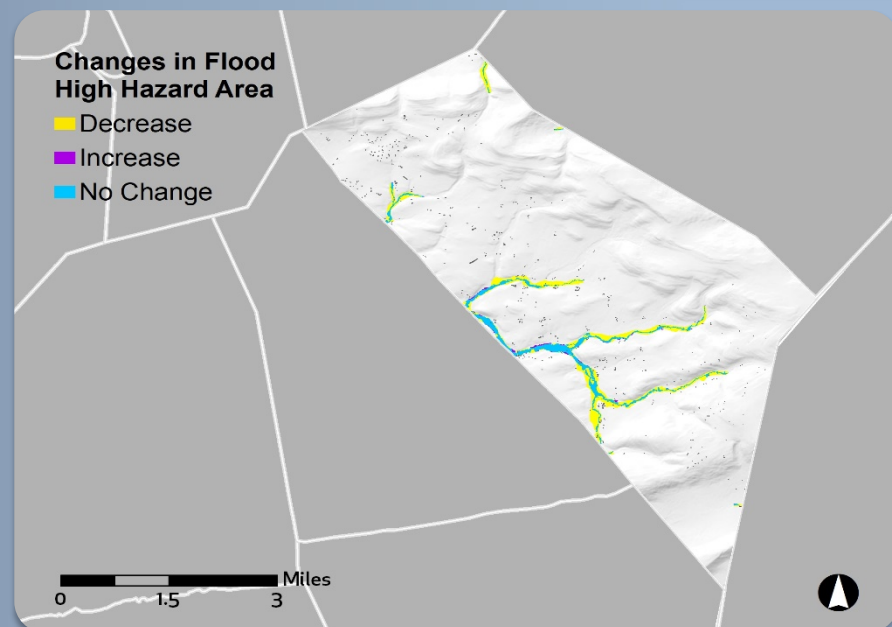 Changes in Flood
High Hazard Area
Decrease
Increase
No Change
Miles
0 1.5 3